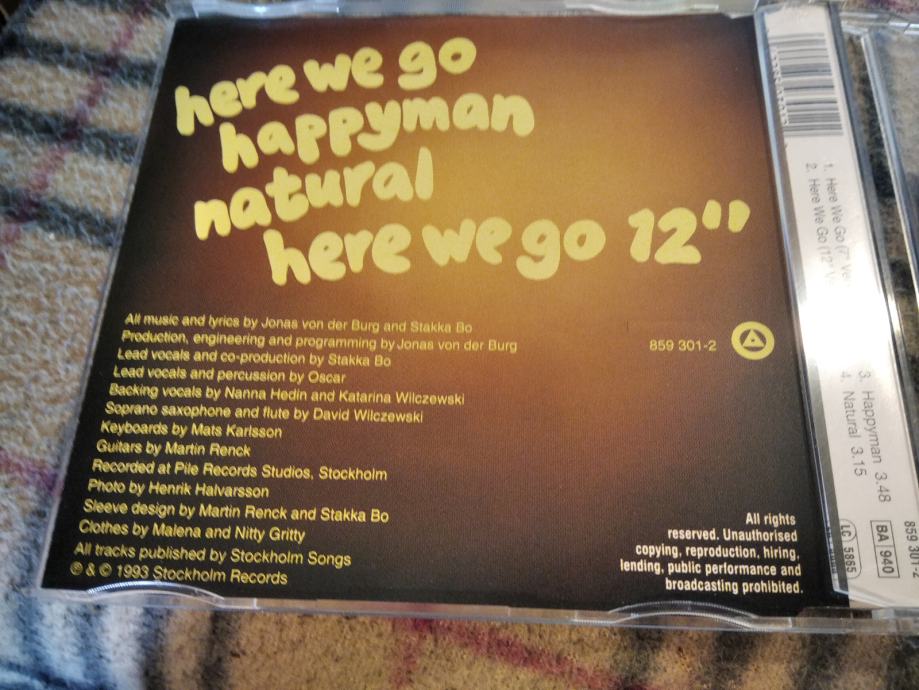 here we go
happyman
natural
here we go 12"
All music and lyrics by Jonas von der Burg and Stakka Bo
Production, engineering and programming by Jonas von der Burg
Lead vocals and co-production by Stakka Bo
Lead vocals and percussion by Oscar
Backing vocals by Nanna Hedin and Katarina Wilczewski
Soprano saxophone and flute by David Wilczewski
Keyboards by Mats Karlsson
Guitars by Martin Renck
Recorded at Pile Records Studios, Stockholm
Photo by Henrik Halvarsson
Sleeve design by Martin Renck and Stakka Bo
Clothes by Malena and Nitty Gritty
All tracks published by Stockholm Songs
℗ & © 1993 Stockholm Records
859 301-2
All rights
reserved. Unauthorised
copying, reproduction, hiring,
lending, public performance and
broadcasting prohibited.
1. Here We Go (7"
2. Here We Go (12"
3. Happyman 3.48
4. Natural 3.15
LC 5865
BA 940
859 301-2